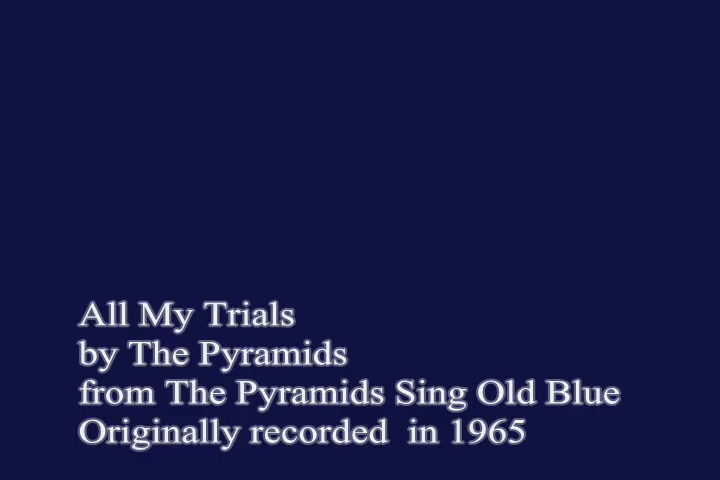 All My Trials
by The Pyramids
from The Pyramids Sing Old Blue
Originally recorded  in 1965